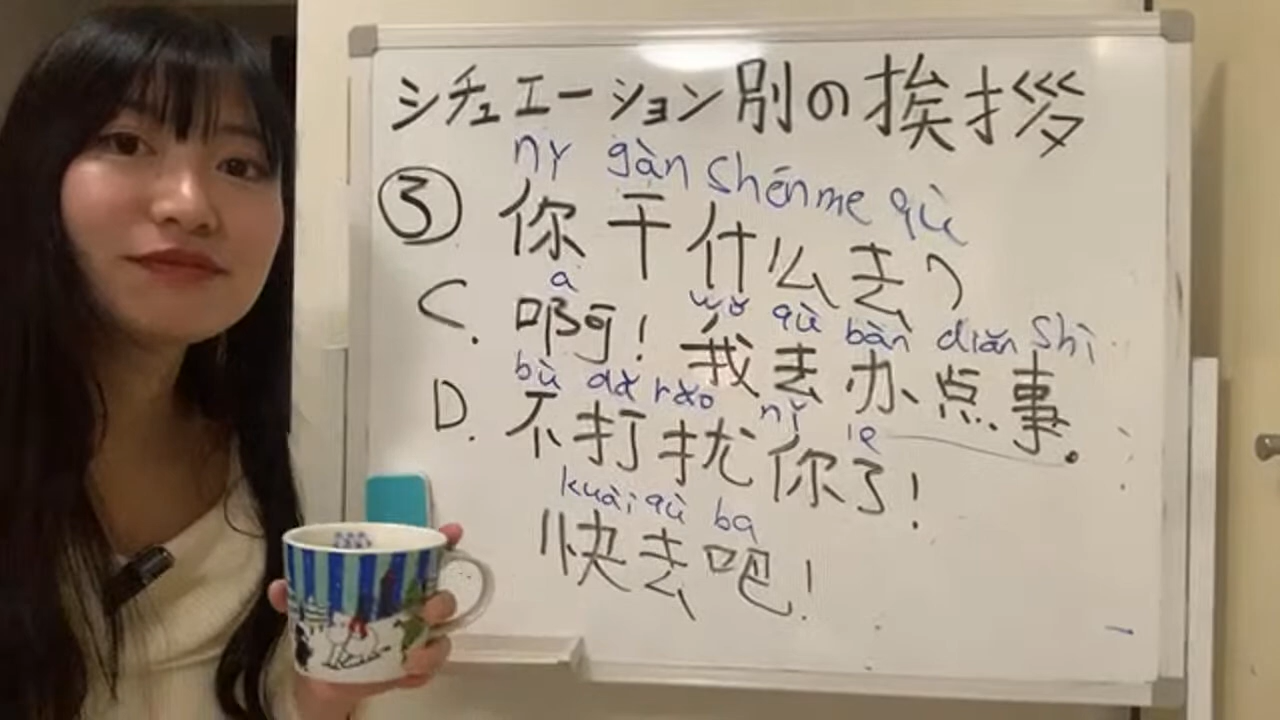 シチュエーション別の挨拶
nǐ gàn shénme qù
③ 你干什么去?
a wǒ qù bàn diǎn shì
C. 啊! 我去办点事。
bù dǎ rǎo nǐ le
D. 不打扰你了!
kuài qù ba
快去吧!